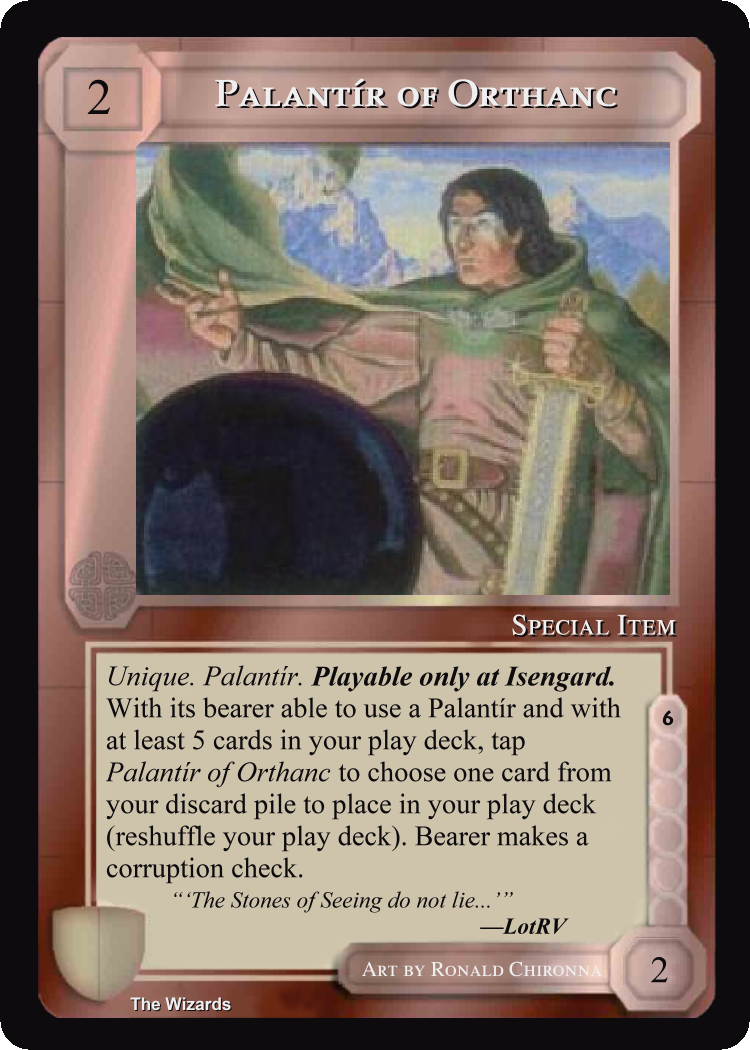 2
Palantír of Orthanc
Special Item
Unique. Palantír. Playable only at Isengard.
With its bearer able to use a Palantír and with
at least 5 cards in your play deck, tap
Palantír of Orthanc to choose one card from
your discard pile to place in your play deck
(reshuffle your play deck). Bearer makes a
corruption check.
“‘The Stones of Seeing do not lie...’”
—LotRV
6
Art by Ronald Chironna
2
The Wizards